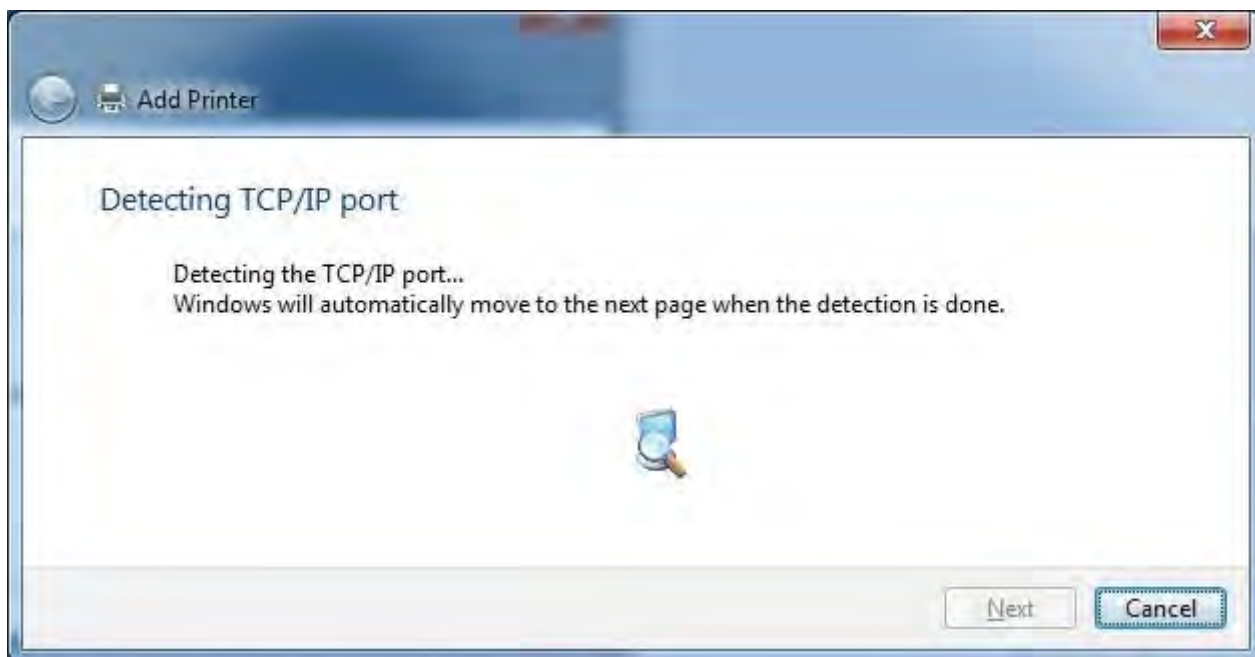 Add Printer
Detecting TCP/IP port
Detecting the TCP/IP port...
Windows will automatically move to the next page when the detection is done.
Next
Cancel